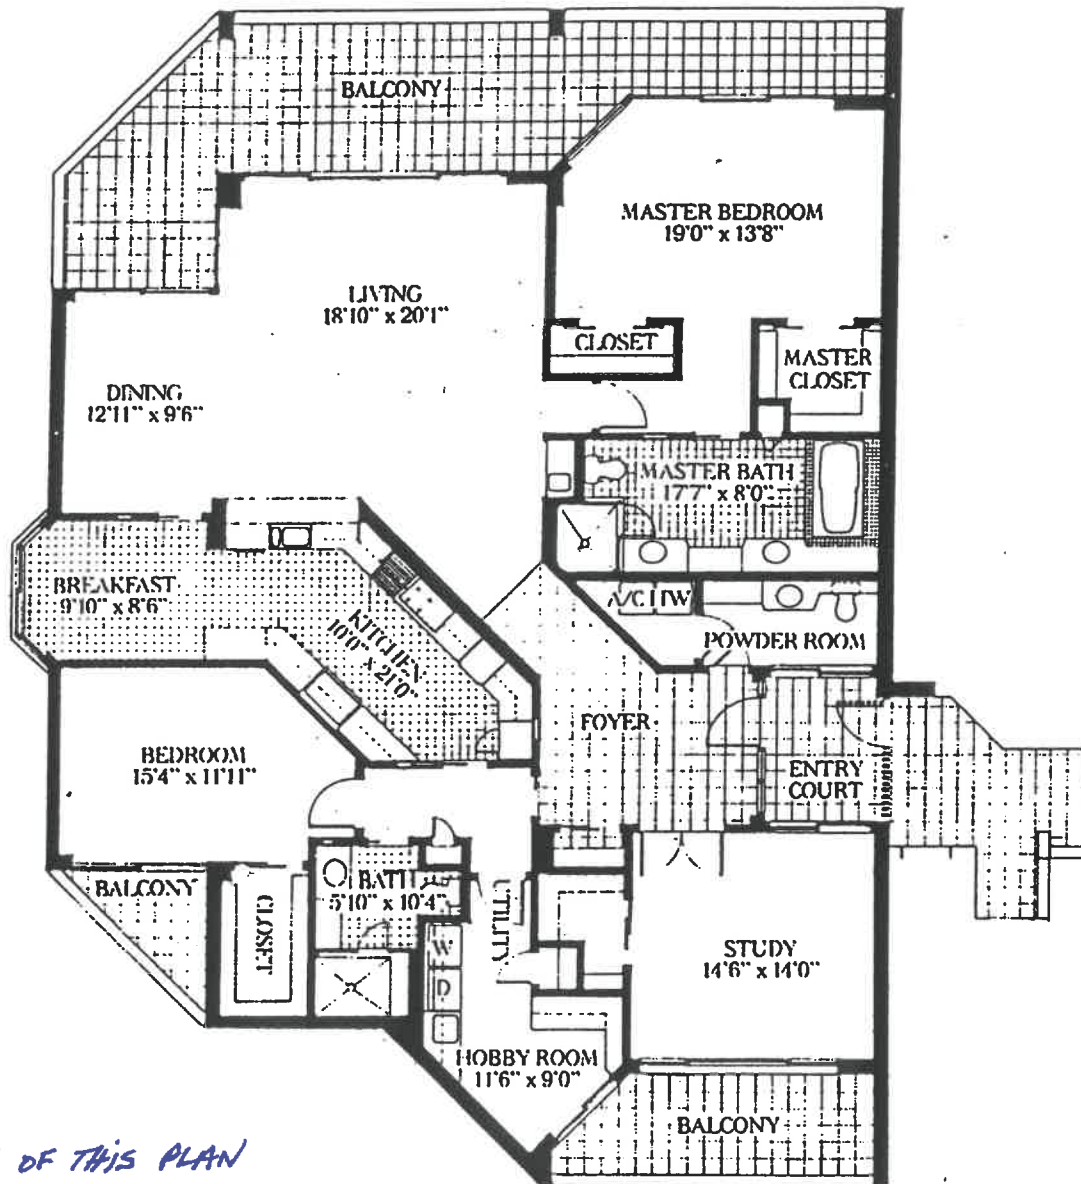 BALCONY
MASTER BEDROOM
19'0" x 13'8"
LIVING
18'10" x 20'1"
CLOSET
MASTER
CLOSET
DINING
12'11" x 9'6"
MASTER BATH
17'7" x 8'0"
BREAKFAST
9'10" x 8'6"
A/C HW
KITCHEN
10'0" x 21'0"
POWDER ROOM
FOYER
BEDROOM
15'4" x 11'11"
ENTRY
COURT
BALCONY
CLOSET
BATH
5'10" x 10'4"
UTILITY
W
D
STUDY
14'6" x 14'0"
HOBBY ROOM
11'6" x 9'0"
BALCONY
OF THIS PLAN